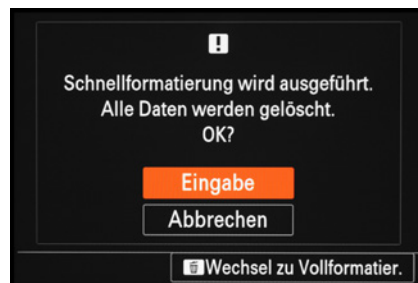 Schnellformatierung wird ausgeführt.
Alle Daten werden gelöscht.
OK?
Eingabe
Abbrechen
Wechsel zu Vollformatier.